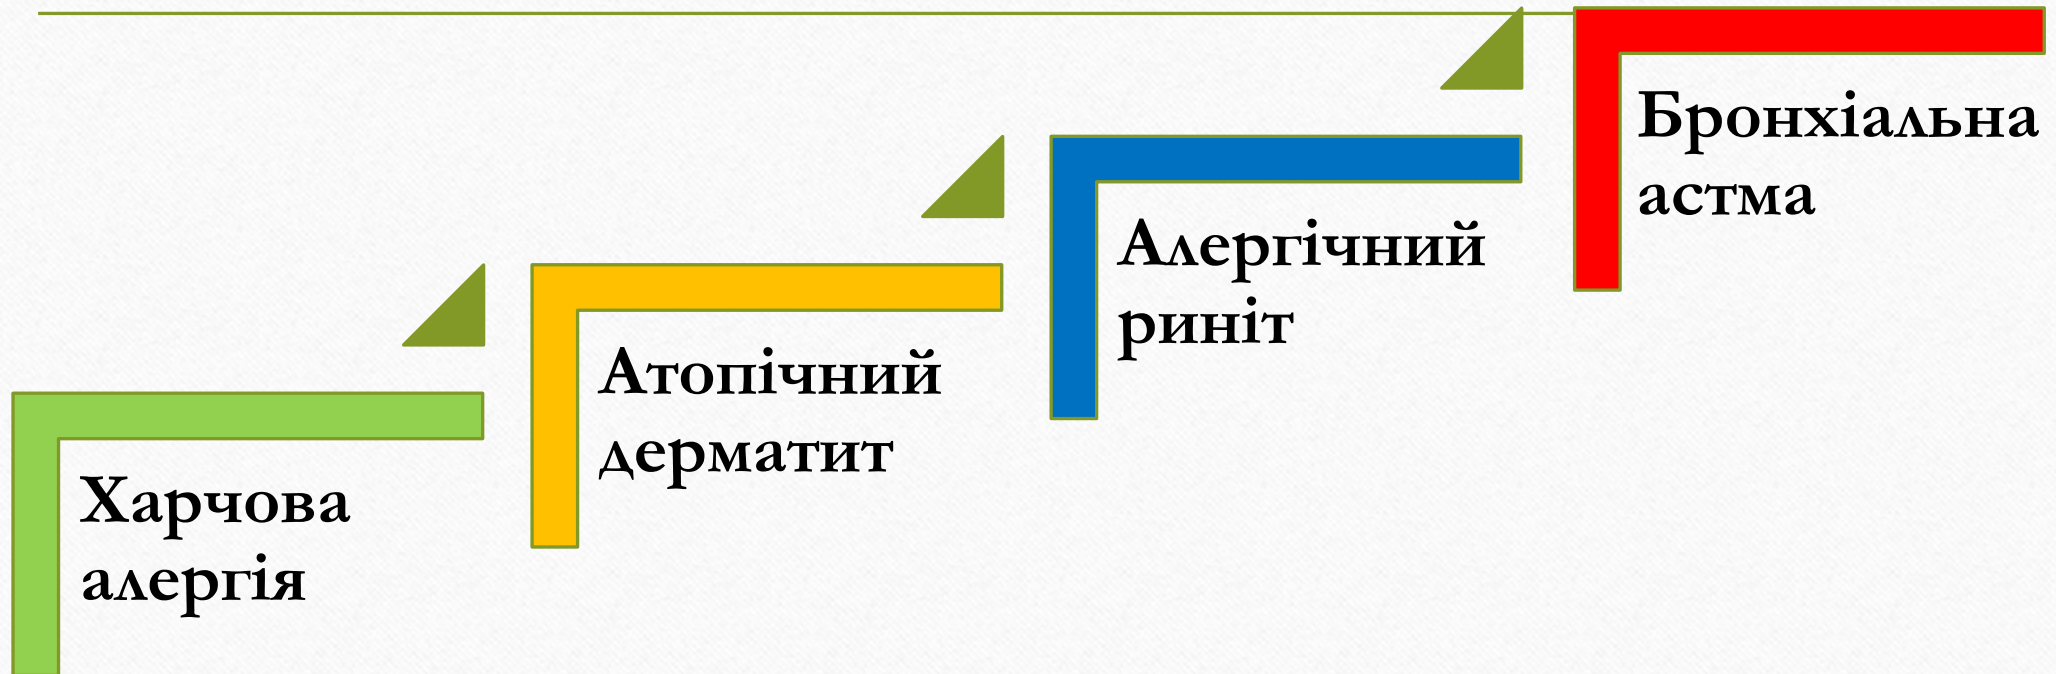 Харчова
алергія
Атопічний
дерматит
Алергічний
риніт
Бронхіальна
астма